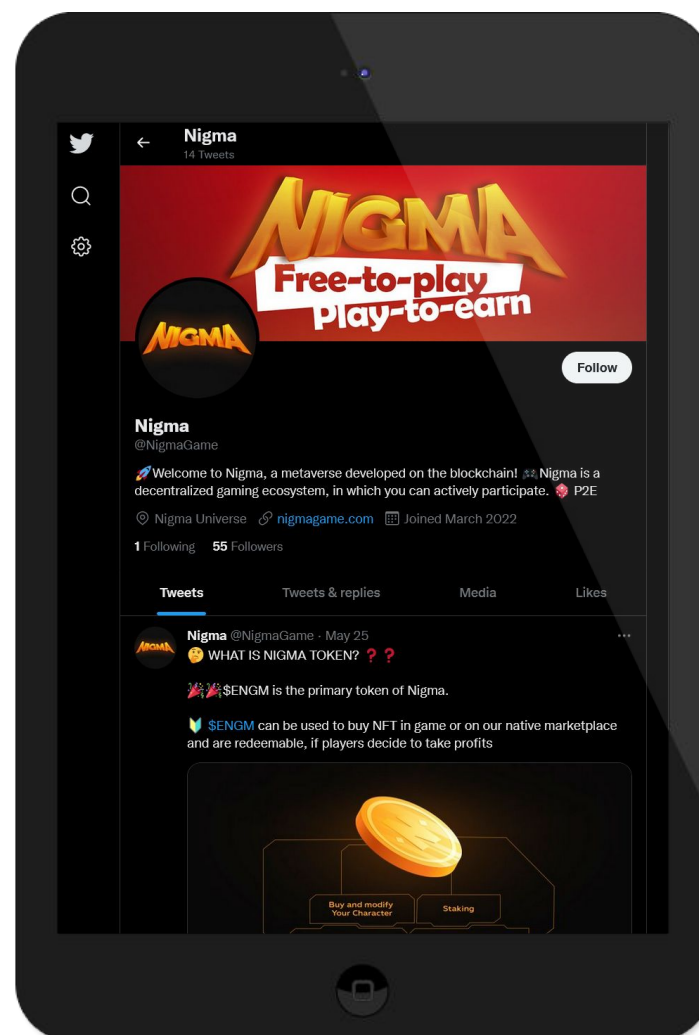 Nigma
14 Tweets
NIGMA
Free-to-play
Play-to-earn
NIGMA
Follow
Nigma
@NigmaGame
🚀Welcome to Nigma, a metaverse developed on the blockchain! 🎮Nigma is a
decentralized gaming ecosystem, in which you can actively participate. 🎲 P2E
Nigma Universe nigmagame.com Joined March 2022
1 Following 55 Followers
Tweets Tweets & replies Media Likes
NIGMA
Nigma @NigmaGame · May 25
🤔 WHAT IS NIGMA TOKEN? ❓❓
🎉🎉$ENGM is the primary token of Nigma.
🔰 $ENGM can be used to buy NFT in game or on our native marketplace
and are redeemable, if players decide to take profits
Buy and modify
Your Character
Staking